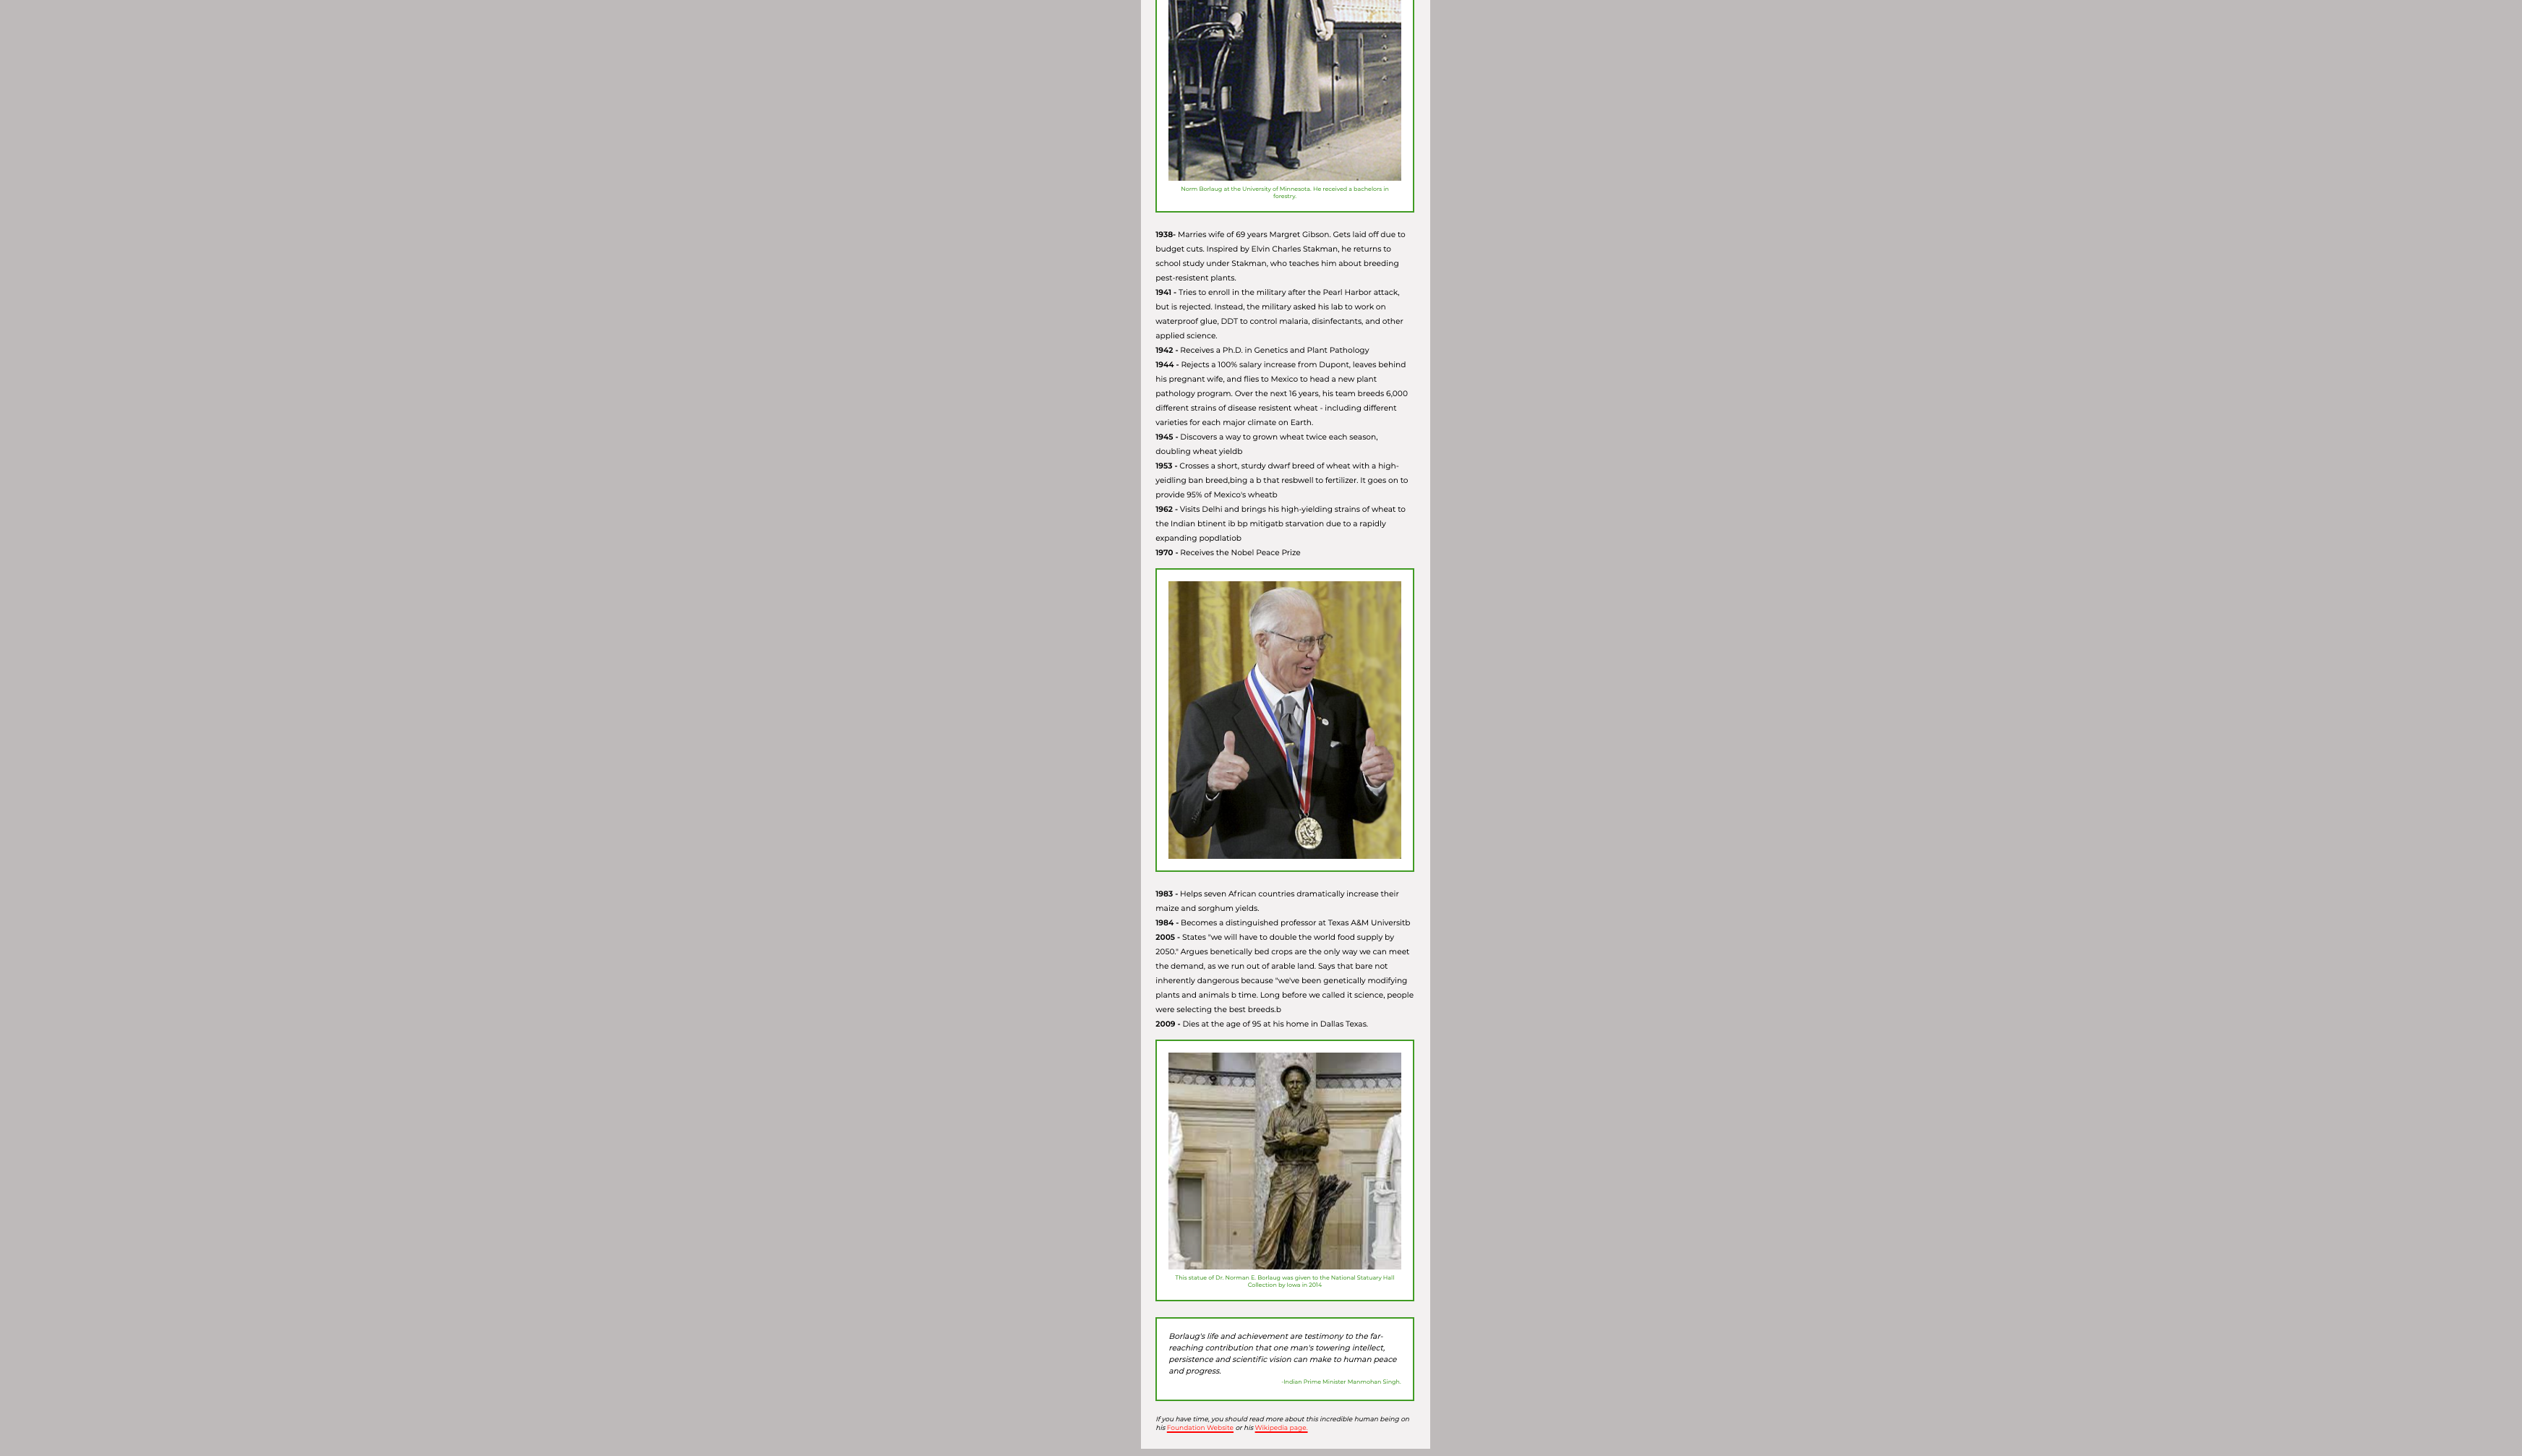 Norm Borlaug at the University of Minnesota. He received a bachelors in
forestry.
1938- Marries wife of 69 years Margret Gibson. Gets laid off due to
budget cuts. Inspired by Elvin Charles Stakman, he returns to
school study under Stakman, who teaches him about breeding
pest-resistent plants.
1941 - Tries to enroll in the military after the Pearl Harbor attack,
but is rejected. Instead, the military asked his lab to work on
waterproof glue, DDT to control malaria, disinfectants, and other
applied science.
1942 - Receives a Ph.D. in Genetics and Plant Pathology
1944 - Rejects a 100% salary increase from Dupont, leaves behind
his pregnant wife, and flies to Mexico to head a new plant
pathology program. Over the next 16 years, his team breeds 6,000
different strains of disease resistent wheat - including different
varieties for each major climate on Earth.
1945 - Discovers a way to grown wheat twice each season,
doubling wheat yieldb
1953 - Crosses a short, sturdy dwarf breed of wheat with a high-
yeidling ban breed,bing a b that resbwell to fertilizer. It goes on to
provide 95% of Mexico's wheatb
1962 - Visits Delhi and brings his high-yielding strains of wheat to
the Indian btinent ib bp mitigatb starvation due to a rapidly
expanding popdlatiob
1970 - Receives the Nobel Peace Prize
1983 - Helps seven African countries dramatically increase their
maize and sorghum yields.
1984 - Becomes a distinguished professor at Texas A&M Universitb
2005 - States "we will have to double the world food supply by
2050." Argues benetically bed crops are the only way we can meet
the demand, as we run out of arable land. Says that bare not
inherently dangerous because "we've been genetically modifying
plants and animals b time. Long before we called it science, people
were selecting the best breeds.b
2009 - Dies at the age of 95 at his home in Dallas Texas.
This statue of Dr. Norman E. Borlaug was given to the National Statuary Hall
Collection by Iowa in 2014
Borlaug's life and achievement are testimony to the far-
reaching contribution that one man's towering intellect,
persistence and scientific vision can make to human peace
and progress.
-Indian Prime Minister Manmohan Singh.
If you have time, you should read more about this incredible human being on
his Foundation Website or his Wikipedia page.